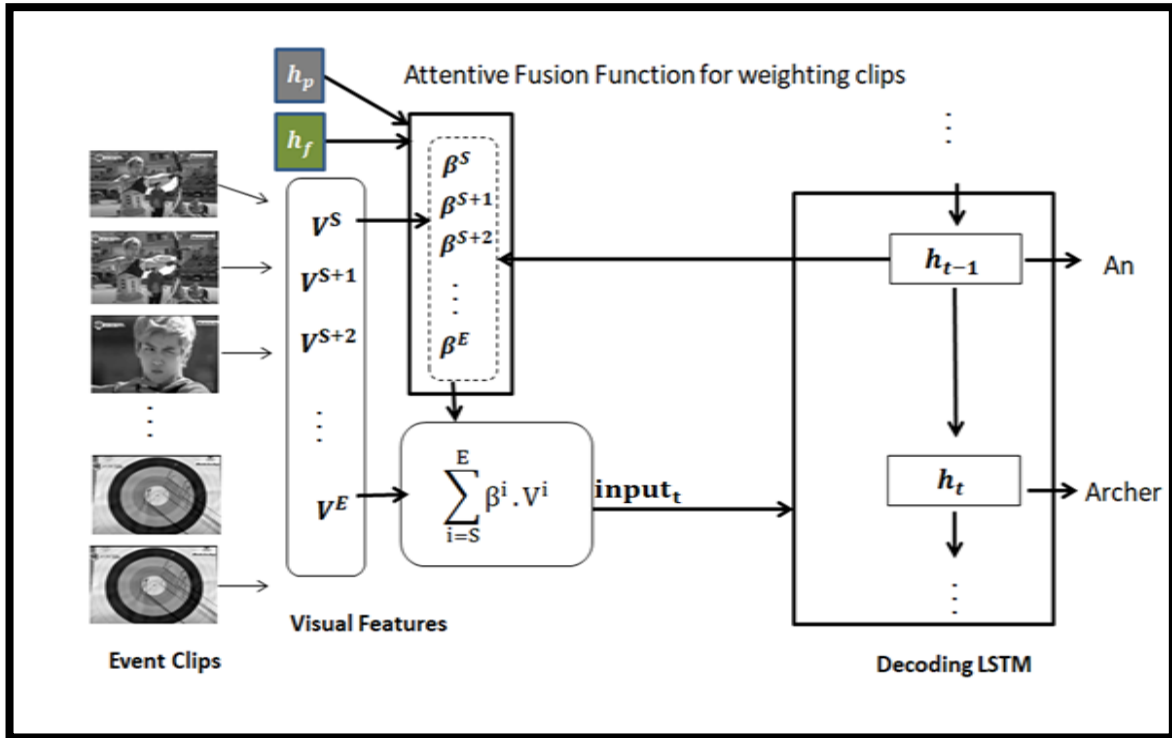 h_p
Attentive Fusion Function for weighting clips
h_f
β^S
V^S
β^{S+1}
β^{S+2}
h_{t−1}
An
V^{S+1}
V^{S+2}
β^E
∑_{i=S}^{E} β^i .V^i
input_t
V^E
h_t
Archer
Visual Features
Event Clips
Decoding LSTM